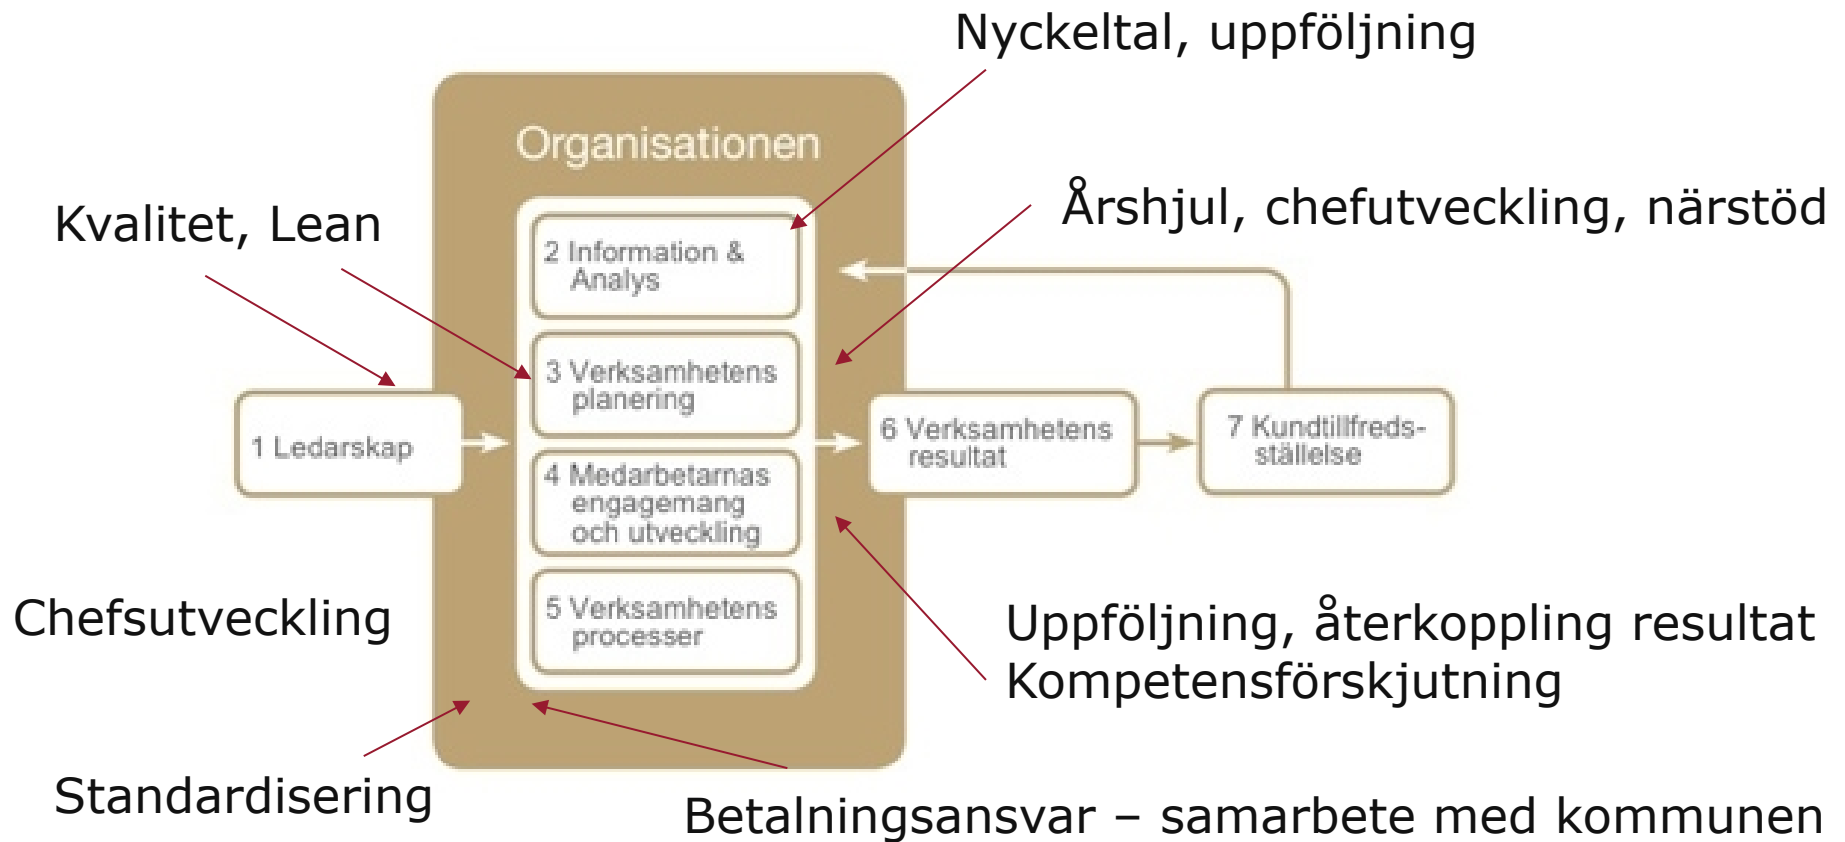 Nyckeltal, uppföljning
Organisationen
Årshjul, chefutveckling, närstöd
Kvalitet, Lean
2 Information &
Analys
3 Verksamhetens
planering
1 Ledarskap
6 Verksamhetens
resultat
7 Kundtillfreds-
ställelse
4 Medarbetarnas
engagemang
och utveckling
5 Verksamhetens
processer
Chefsutveckling
Uppföljning, återkoppling resultat
Kompetensförskjutning
Standardisering
Betalningsansvar – samarbete med kommunen